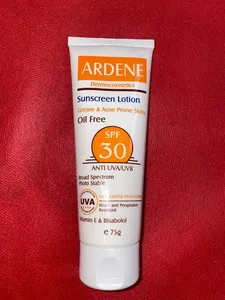 ARDENE
Dermocosmetics
Sunscreen Lotion
Greasy & Acne Prone Skins
Oil Free
SPF
30
ANTI UVA/UVB
Broad Spectrum
Photo Stable
UVA
Water and Perspiration
Resistant
Vitamin E & Bisabolol
e 75g